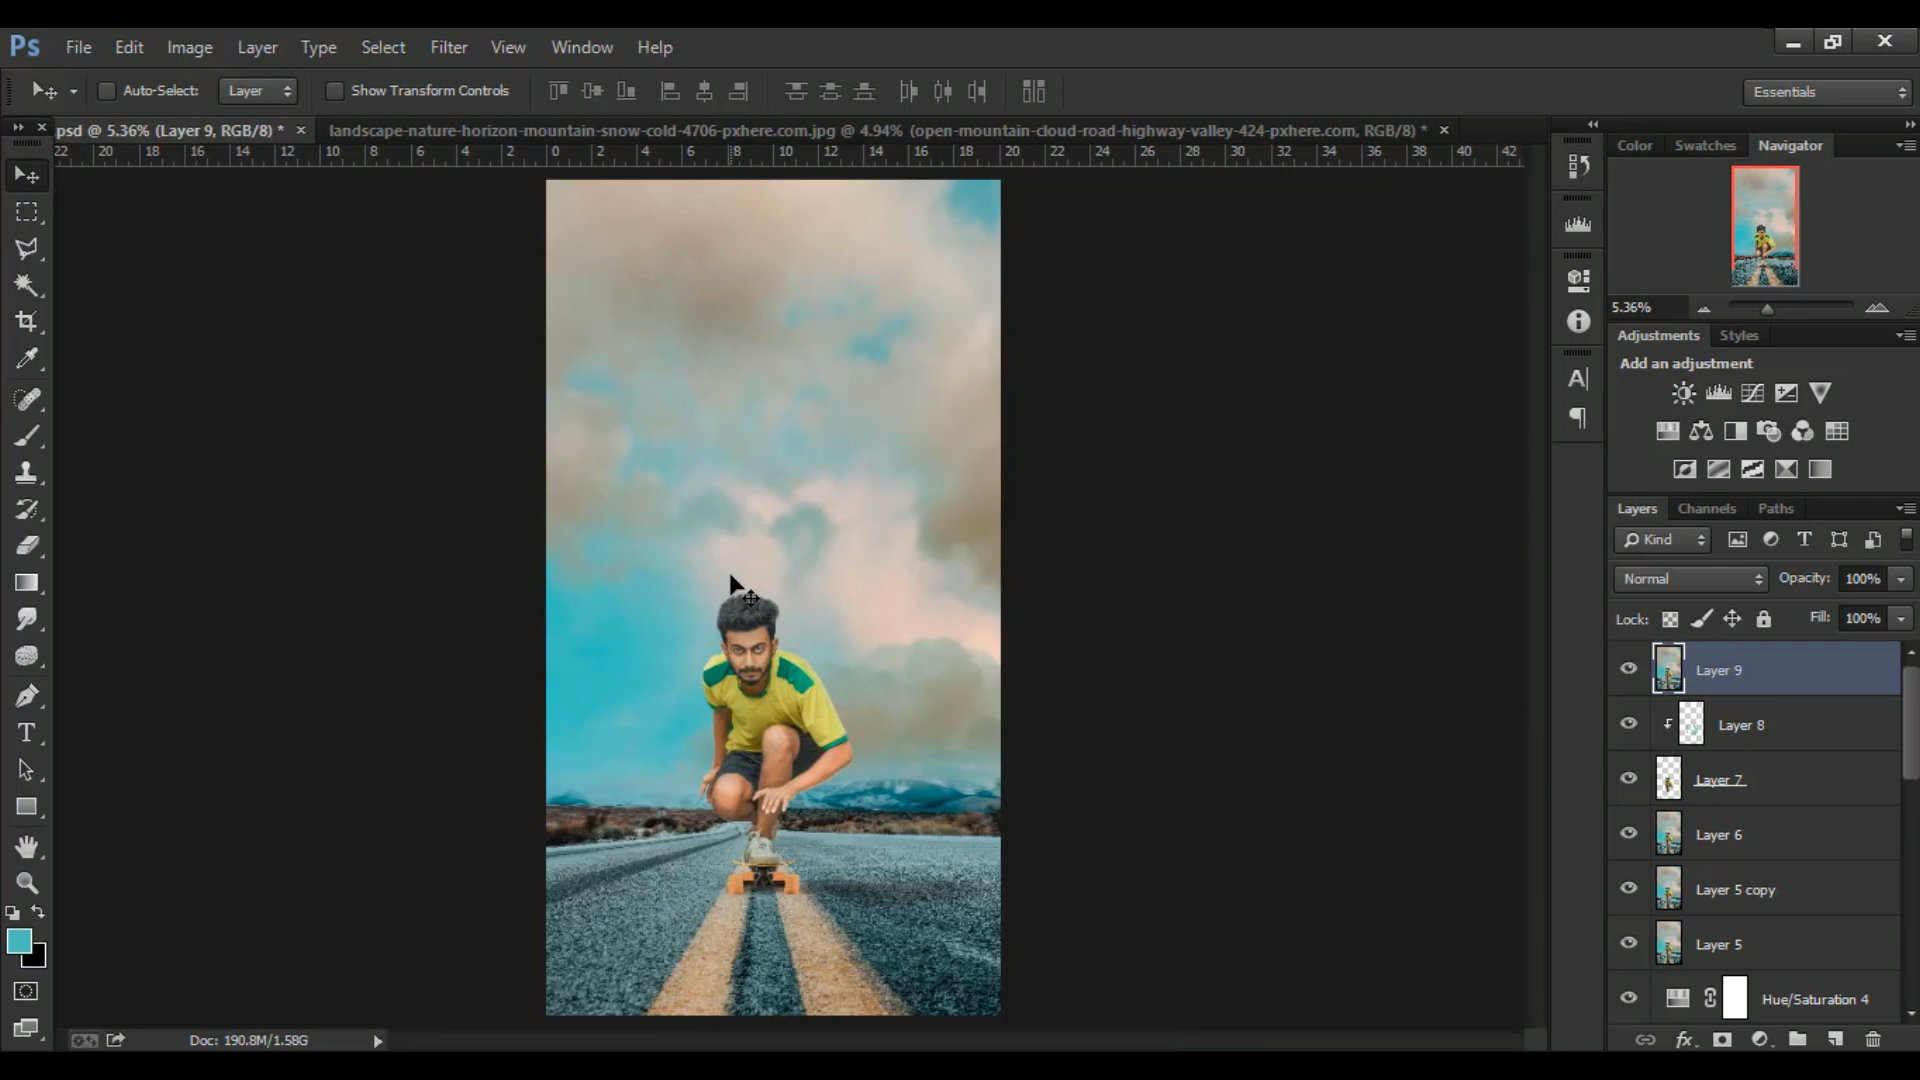 Ps File Edit Image Layer Type Select Filter View Window Help
Auto-Select: Layer Show Transform Controls Essentials
psd @ 5.36% (Layer 9, RGB/8) * × landscape-nature-horizon-mountain-snow-cold-4706-pxhere.com.jpg @ 4.94% (open-mountain-cloud-road-highway-valley-424-pxhere.com, RGB/8) * ×
22 20 18 16 14 12 10 8 6 4 2 0 2 4 6 8 10 12 14 16 18 20 22 24 26 28 30 32 34 36 38 40 42
Color Swatches Navigator
5.36%
Adjustments Styles
Add an adjustment
Layers Channels Paths
Kind
Normal Opacity: 100%
Lock: Fill: 100%
Layer 9
Layer 8
Layer 7
Layer 6
Layer 5 copy
Layer 5
Hue/Saturation 4
Doc: 190.8M/1.58G